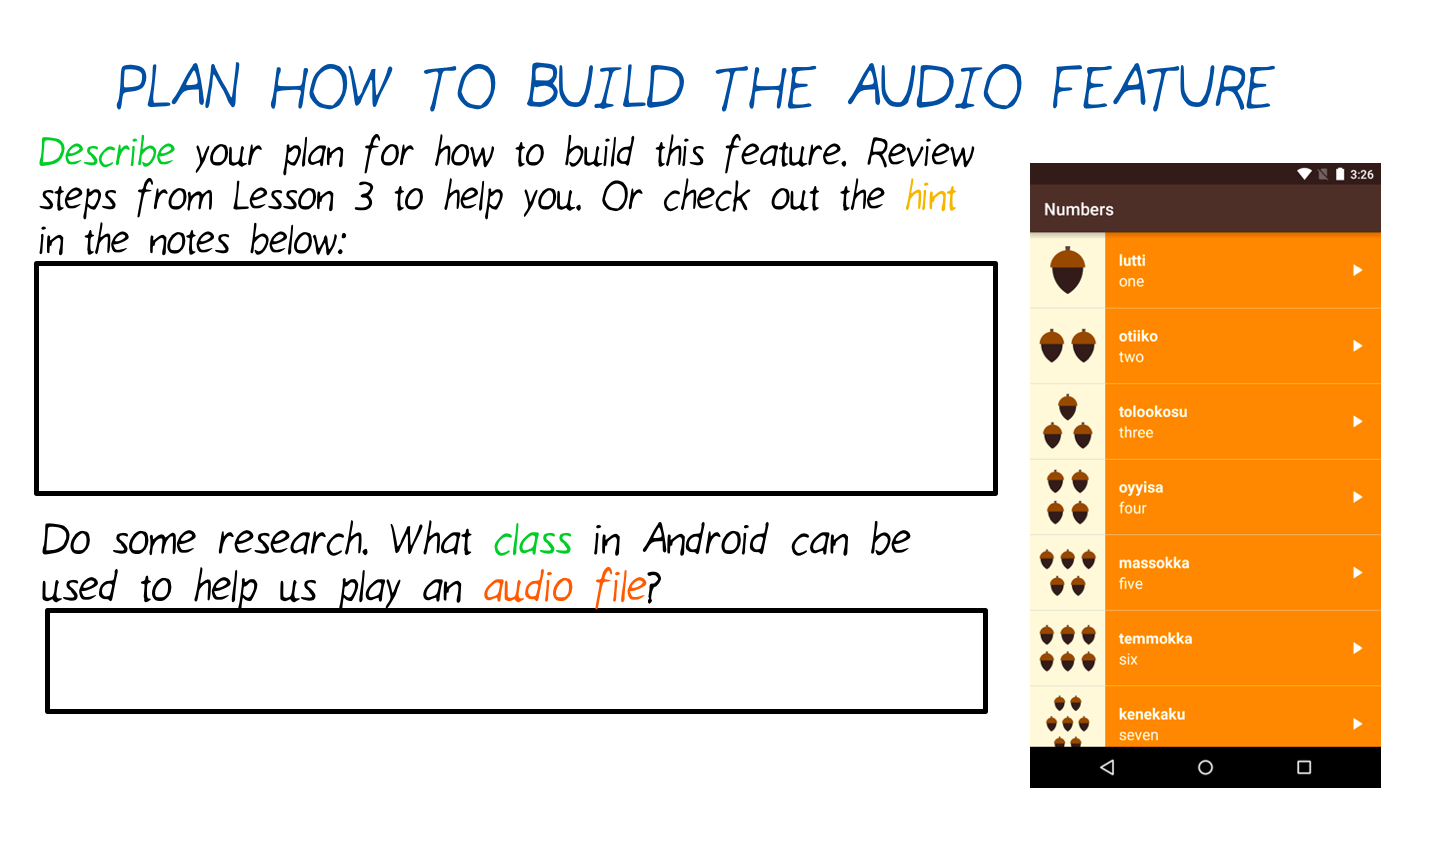 PLAN HOW TO BUILD THE AUDIO FEATURE
Describe your plan for how to build this feature. Review
steps from Lesson 3 to help you. Or check out the hint
in the notes below:
Do some research. What class in Android can be
used to help us play an audio file?
3:26
Numbers
lutti
one
otiiko
two
tolookosu
three
oyyisa
four
massokka
five
temmokka
six
kenekaku
seven